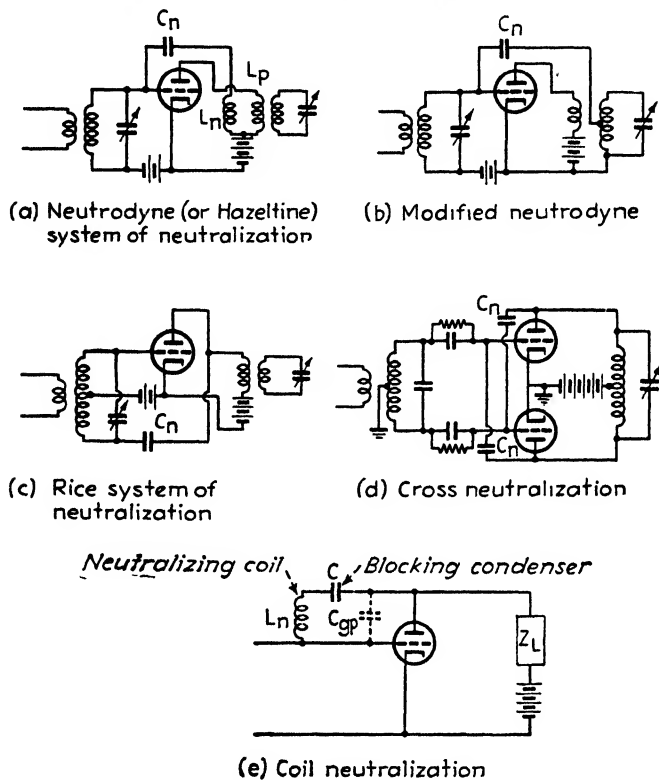 Cn
Lp
Ln
(a) Neutrodyne (or Hazeltine)
system of neutralization
Cn
(b) Modified neutrodyne
Cn
(c) Rice system of
neutralization
Cn
Cn
(d) Cross neutralization
Neutralizing coil
C
Blocking condenser
Ln
Cgp
ZL
(e) Coil neutralization